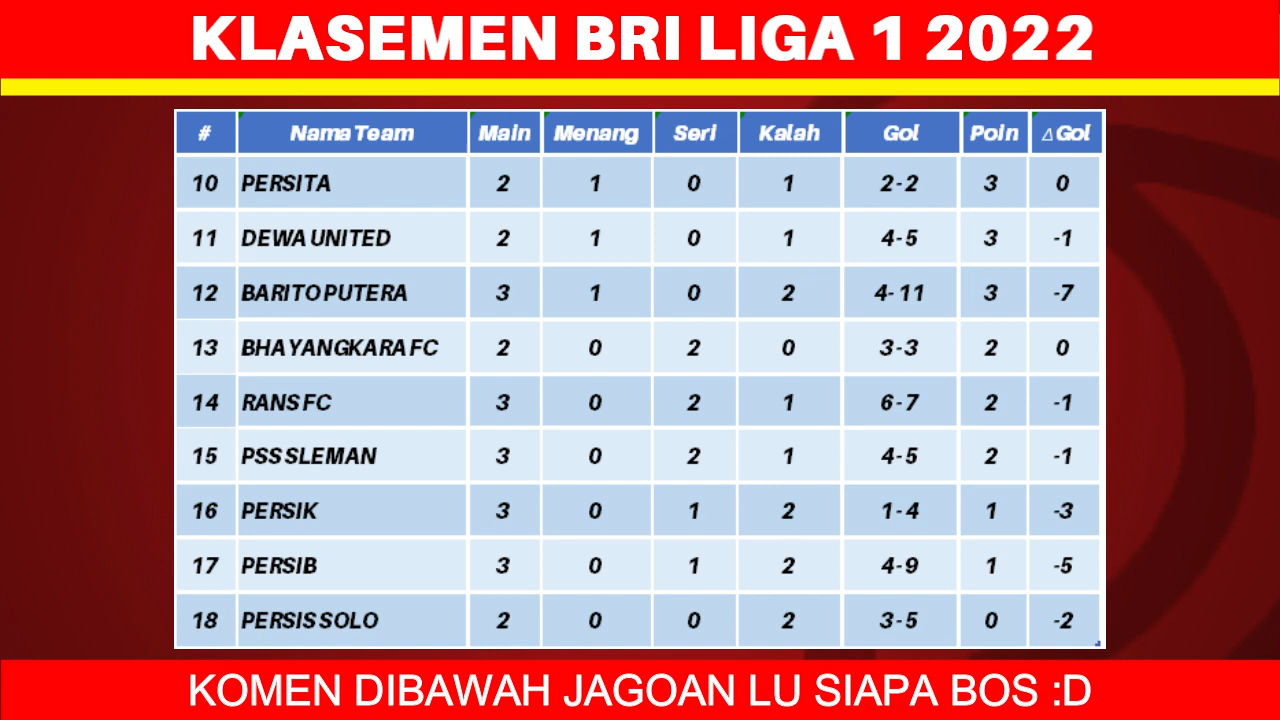 KLASEMEN BRI LIGA 1 2022
# Nama Team Main Menang Seri Kalah Gol Poin △Gol
10 PERSITA 2 1 0 1 2-2 3 0
11 DEWA UNITED 2 1 0 1 4-5 3 -1
12 BARITO PUTERA 3 1 0 2 4-11 3 -7
13 BHAYANGKARA FC 2 0 2 0 3-3 2 0
14 RANS FC 3 0 2 1 6-7 2 -1
15 PSS SLEMAN 3 0 2 1 4-5 2 -1
16 PERSIK 3 0 1 2 1-4 1 -3
17 PERSIB 3 0 1 2 4-9 1 -5
18 PERSIS SOLO 2 0 0 2 3-5 0 -2
KOMEN DIBAWAH JAGOAN LU SIAPA BOS :D